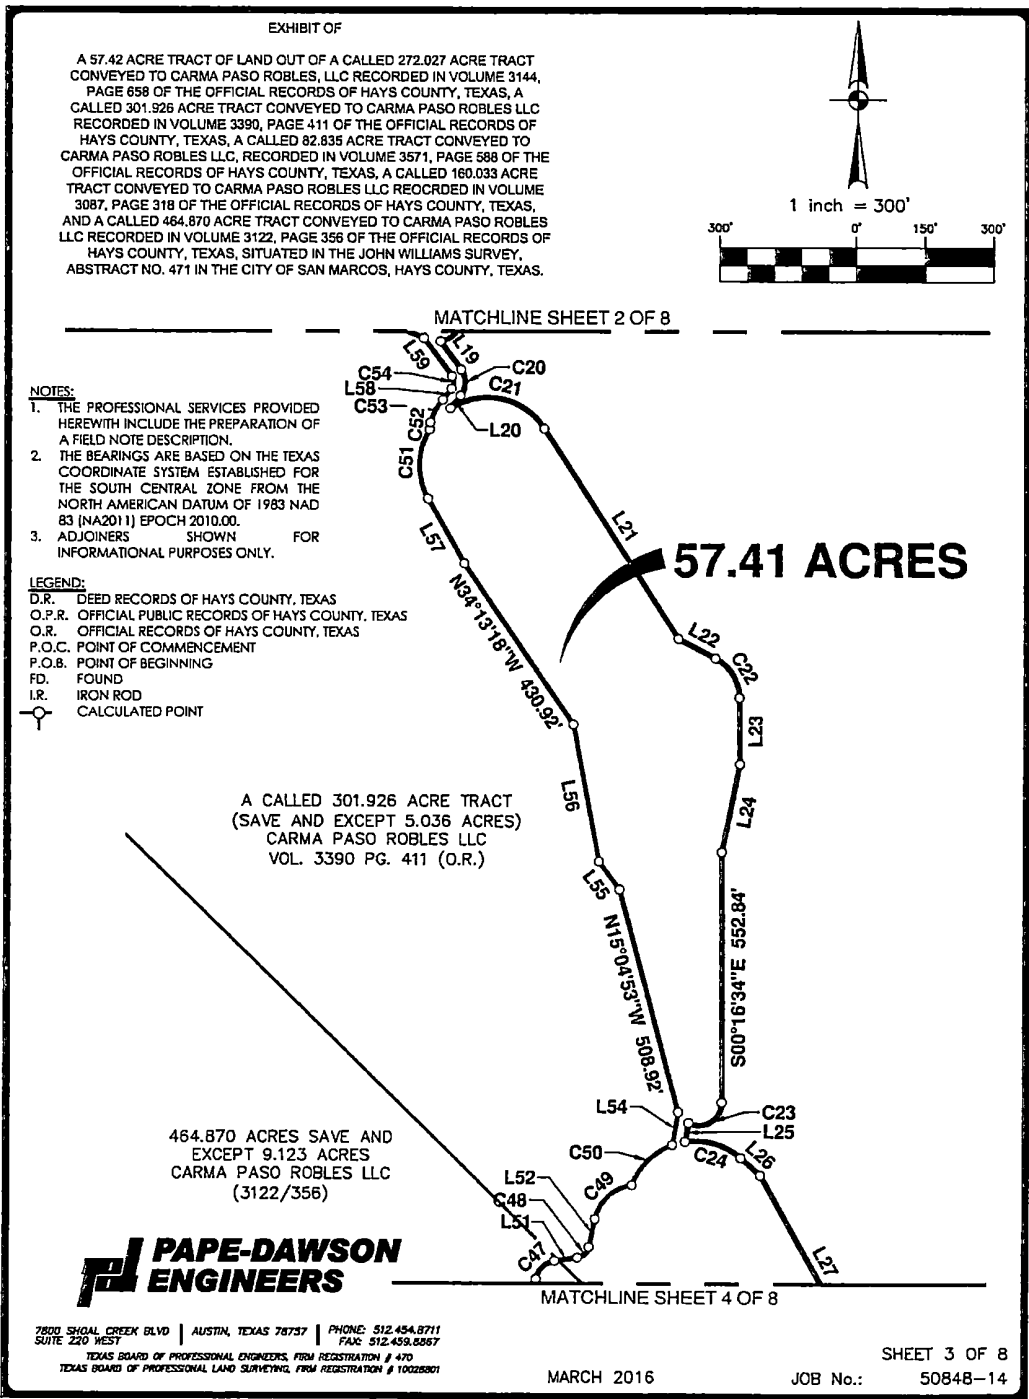 EXHIBIT OF
A 57.42 ACRE TRACT OF LAND OUT OF A CALLED 272.027 ACRE TRACT
CONVEYED TO CARMA PASO ROBLES, LLC RECORDED IN VOLUME 3144,
PAGE 658 OF THE OFFICIAL RECORDS OF HAYS COUNTY, TEXAS, A
CALLED 301.926 ACRE TRACT CONVEYED TO CARMA PASO ROBLES LLC
RECORDED IN VOLUME 3390, PAGE 411 OF THE OFFICIAL RECORDS OF
HAYS COUNTY, TEXAS, A CALLED 82.835 ACRE TRACT CONVEYED TO
CARMA PASO ROBLES LLC, RECORDED IN VOLUME 3571, PAGE 588 OF THE
OFFICIAL RECORDS OF HAYS COUNTY, TEXAS, A CALLED 160.033 ACRE
TRACT CONVEYED TO CARMA PASO ROBLES LLC REOCRDED IN VOLUME
3087, PAGE 318 OF THE OFFICIAL RECORDS OF HAYS COUNTY, TEXAS,
AND A CALLED 464.870 ACRE TRACT CONVEYED TO CARMA PASO ROBLES
LLC RECORDED IN VOLUME 3122, PAGE 356 OF THE OFFICIAL RECORDS OF
HAYS COUNTY, TEXAS, SITUATED IN THE JOHN WILLIAMS SURVEY,
ABSTRACT NO. 471 IN THE CITY OF SAN MARCOS, HAYS COUNTY, TEXAS.
1 inch = 300'
300' 0' 150' 300'
MATCHLINE SHEET 2 OF 8
L59
L19
C54
C20
L58
C21
C53
C52
L20
C51
L57
L21
NOTES:
1. THE PROFESSIONAL SERVICES PROVIDED
HEREWITH INCLUDE THE PREPARATION OF
A FIELD NOTE DESCRIPTION.
2. THE BEARINGS ARE BASED ON THE TEXAS
COORDINATE SYSTEM ESTABLISHED FOR
THE SOUTH CENTRAL ZONE FROM THE
NORTH AMERICAN DATUM OF 1983 NAD
83 (NA2011) EPOCH 2010.00.
3. ADJOINERS SHOWN FOR
INFORMATIONAL PURPOSES ONLY.
57.41 ACRES
LEGEND:
D.R. DEED RECORDS OF HAYS COUNTY, TEXAS
O.P.R. OFFICIAL PUBLIC RECORDS OF HAYS COUNTY, TEXAS
O.R. OFFICIAL RECORDS OF HAYS COUNTY, TEXAS
P.O.C. POINT OF COMMENCEMENT
P.O.B. POINT OF BEGINNING
FD. FOUND
I.R. IRON ROD
CALCULATED POINT
N34°13'18"W 430.92'
L22
C22
L23
L24
L56
L55
A CALLED 301.926 ACRE TRACT
(SAVE AND EXCEPT 5.036 ACRES)
CARMA PASO ROBLES LLC
VOL. 3390 PG. 411 (O.R.)
N15°04'53"W 508.92'
S00°16'34"E 552.84'
L54
C23
L25
C50
C24
L26
L52
C49
C48
L51
C47
L27
464.870 ACRES SAVE AND
EXCEPT 9.123 ACRES
CARMA PASO ROBLES LLC
(3122/356)
PAPE-DAWSON
ENGINEERS
MATCHLINE SHEET 4 OF 8
7800 SHOAL CREEK BLVD | AUSTIN, TEXAS 78757 | PHONE: 512.454.8711
SUITE 220 WEST FAX: 512.459.8867
TEXAS BOARD OF PROFESSIONAL ENGINEERS, FIRM REGISTRATION # 470
TEXAS BOARD OF PROFESSIONAL LAND SURVEYING, FIRM REGISTRATION # 10028801
MARCH 2016
SHEET 3 OF 8
JOB No.: 50848-14